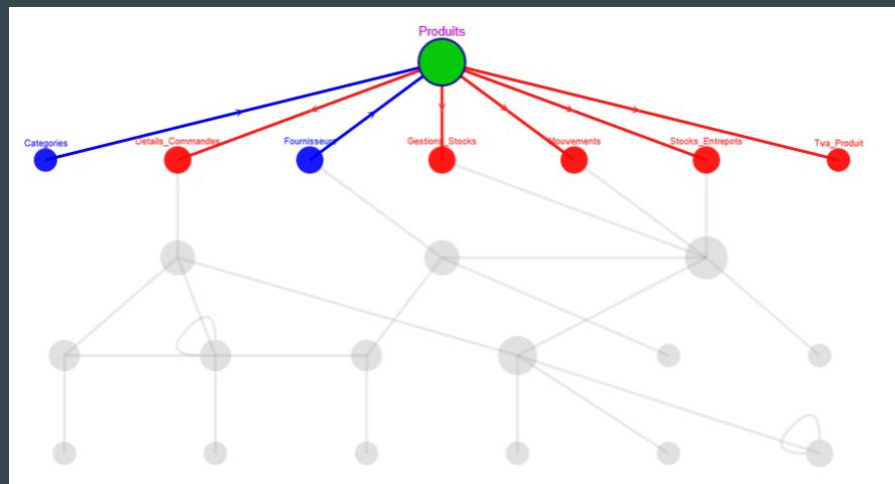 Produits
Categories
Details_Commandes
Fournisseurs
Gestions_Stocks
Mouvements
Stocks_Entrepots
Tva_Produit